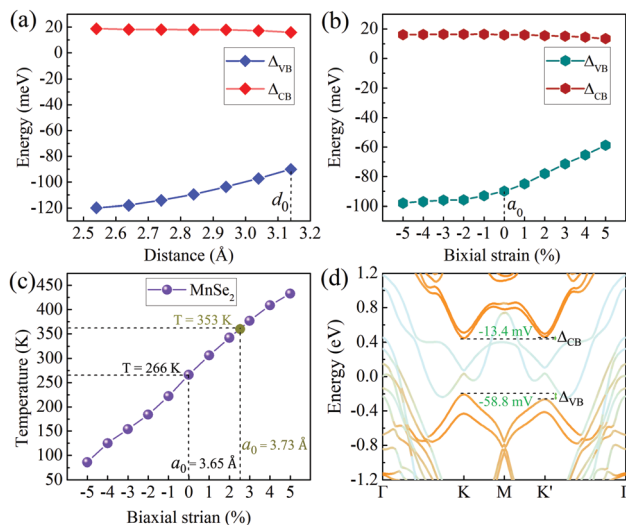 (a)
20
0
-20
-40
-60
-80
-100
-120
Energy (meV)
Δ_VB
Δ_CB
d_0
2.5 2.6 2.7 2.8 2.9 3.0 3.1 3.2
Distance (Å)
(b)
40
20
0
-20
-40
-60
-80
-100
Energy (meV)
Δ_VB
Δ_CB
a_0
-5 -4 -3 -2 -1 0 1 2 3 4 5
Bixial strain (%)
(c)
450
400
350
300
250
200
150
100
50
Temperature (K)
MnSe_2
T = 353 K
T = 266 K
a_0 = 3.65 Å
a_0 = 3.73 Å
-5 -4 -3 -2 -1 0 1 2 3 4 5
Biaxial strian (%)
(d)
1.2
0.8
0.4
0.0
-0.4
-0.8
-1.2
Energy (eV)
-13.4 mV
Δ_CB
-58.8 mV
Δ_VB
Γ K M K' Γ